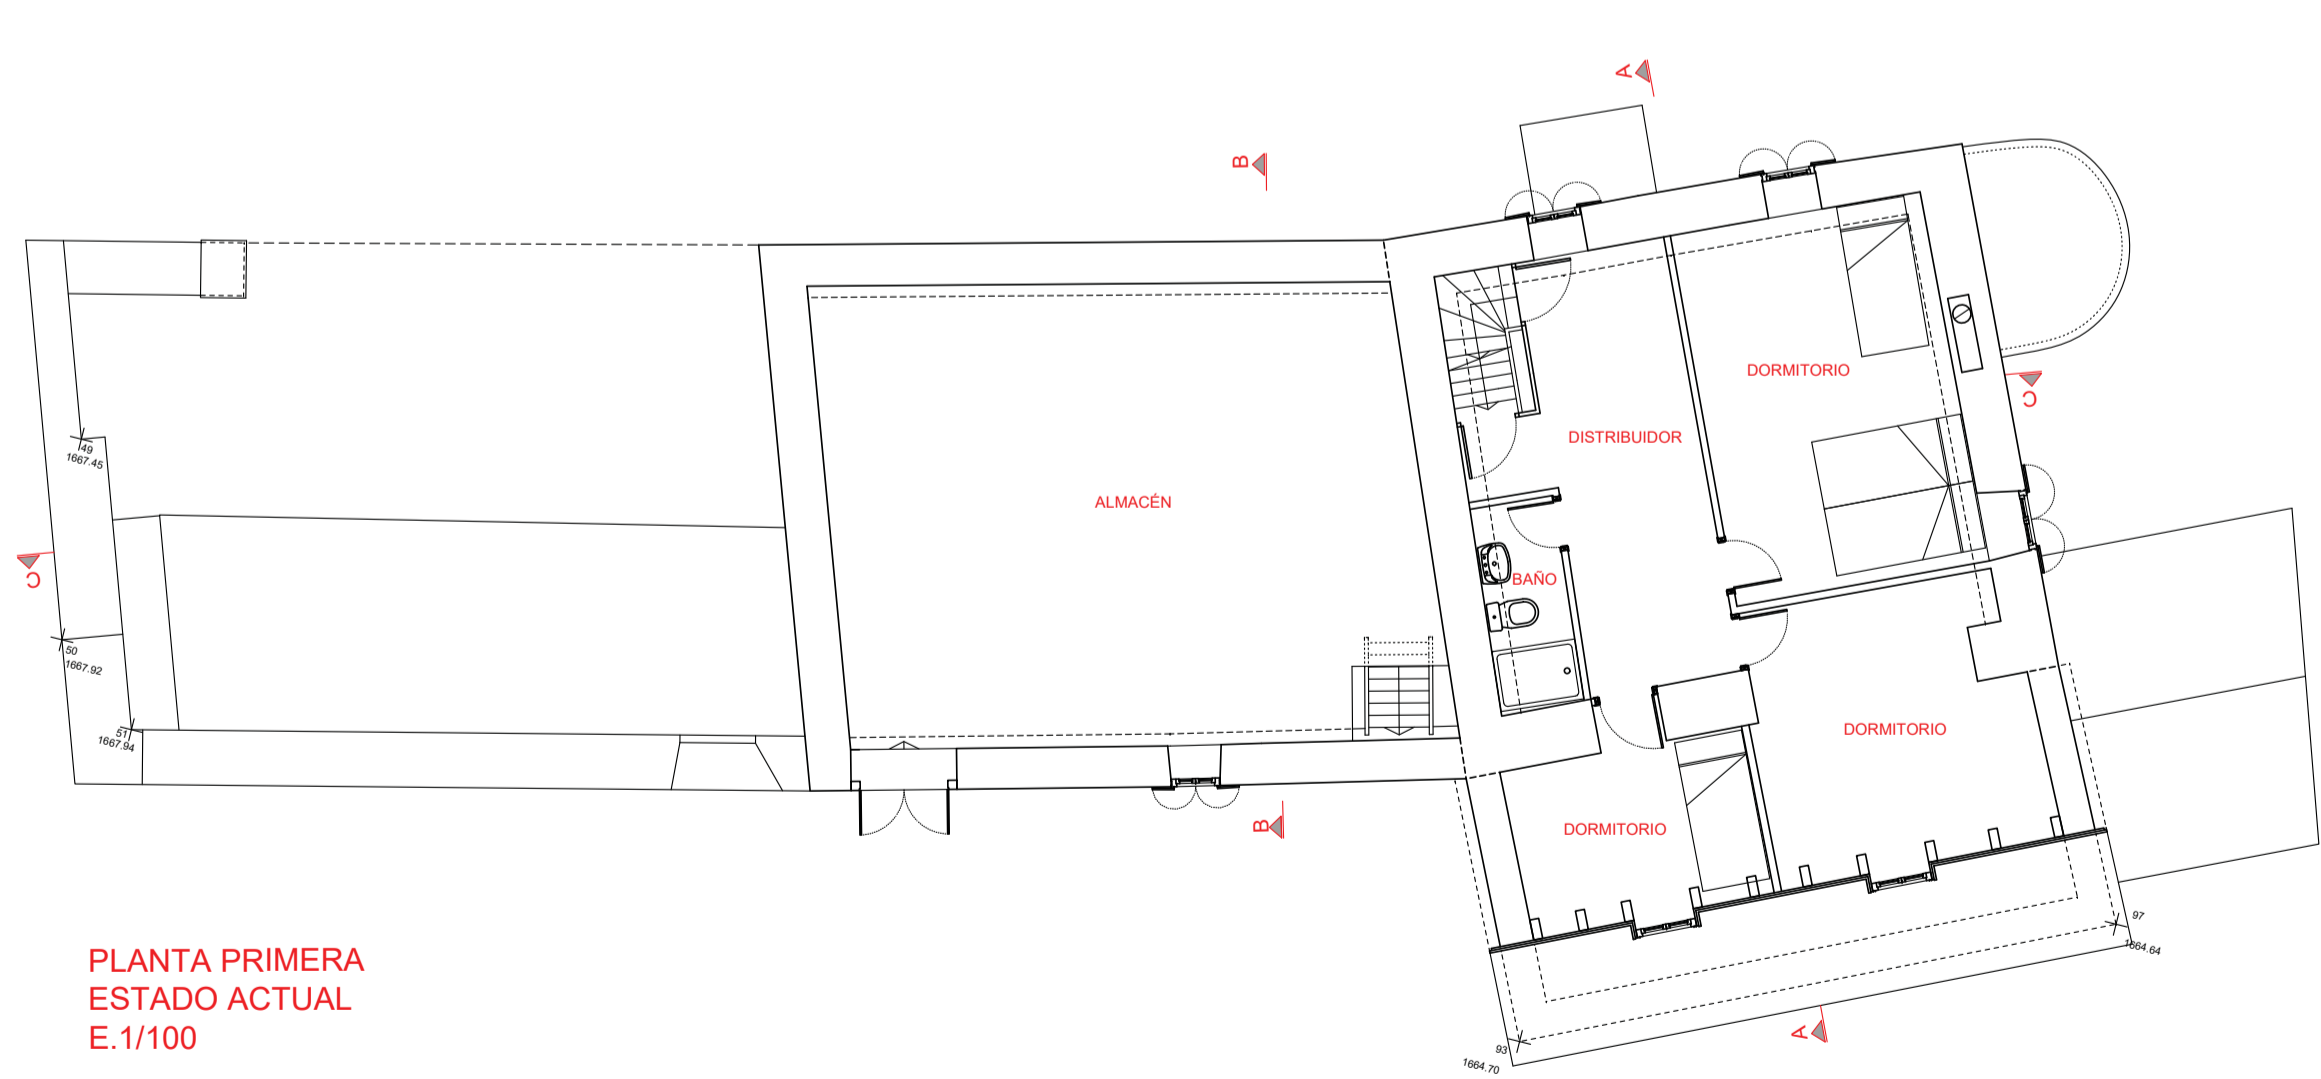 A
B
DORMITORIO
C
DISTRIBUIDOR
49
1667.45
ALMACÉN
C
BAÑO
50
1667.92
51
1667.94
DORMITORIO
B
DORMITORIO
97
1664.64
PLANTA PRIMERA
ESTADO ACTUAL
E.1/100
A
93
1664.70